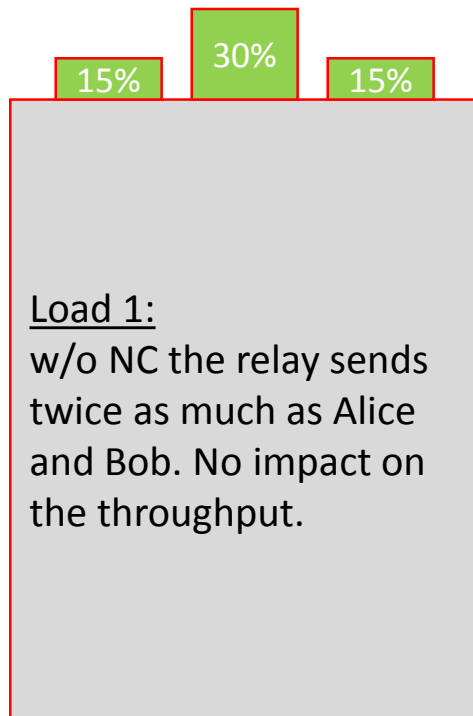 15% 30% 15%
Load 1:
w/o NC the relay sends
twice as much as Alice
and Bob. No impact on
the throughput.